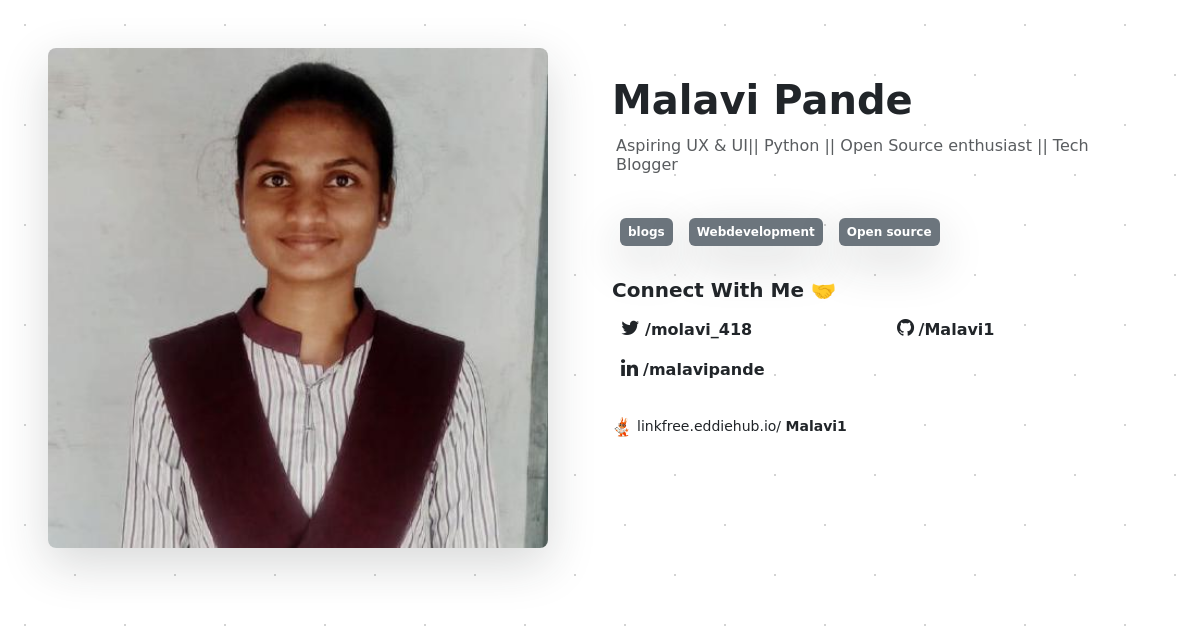 Malavi Pande
Aspiring UX & UI|| Python || Open Source enthusiast || Tech
Blogger
blogs Webdevelopment Open source
Connect With Me 🤝
/molavi_418 /Malavi1
/malavipande
linkfree.eddiehub.io/ Malavi1